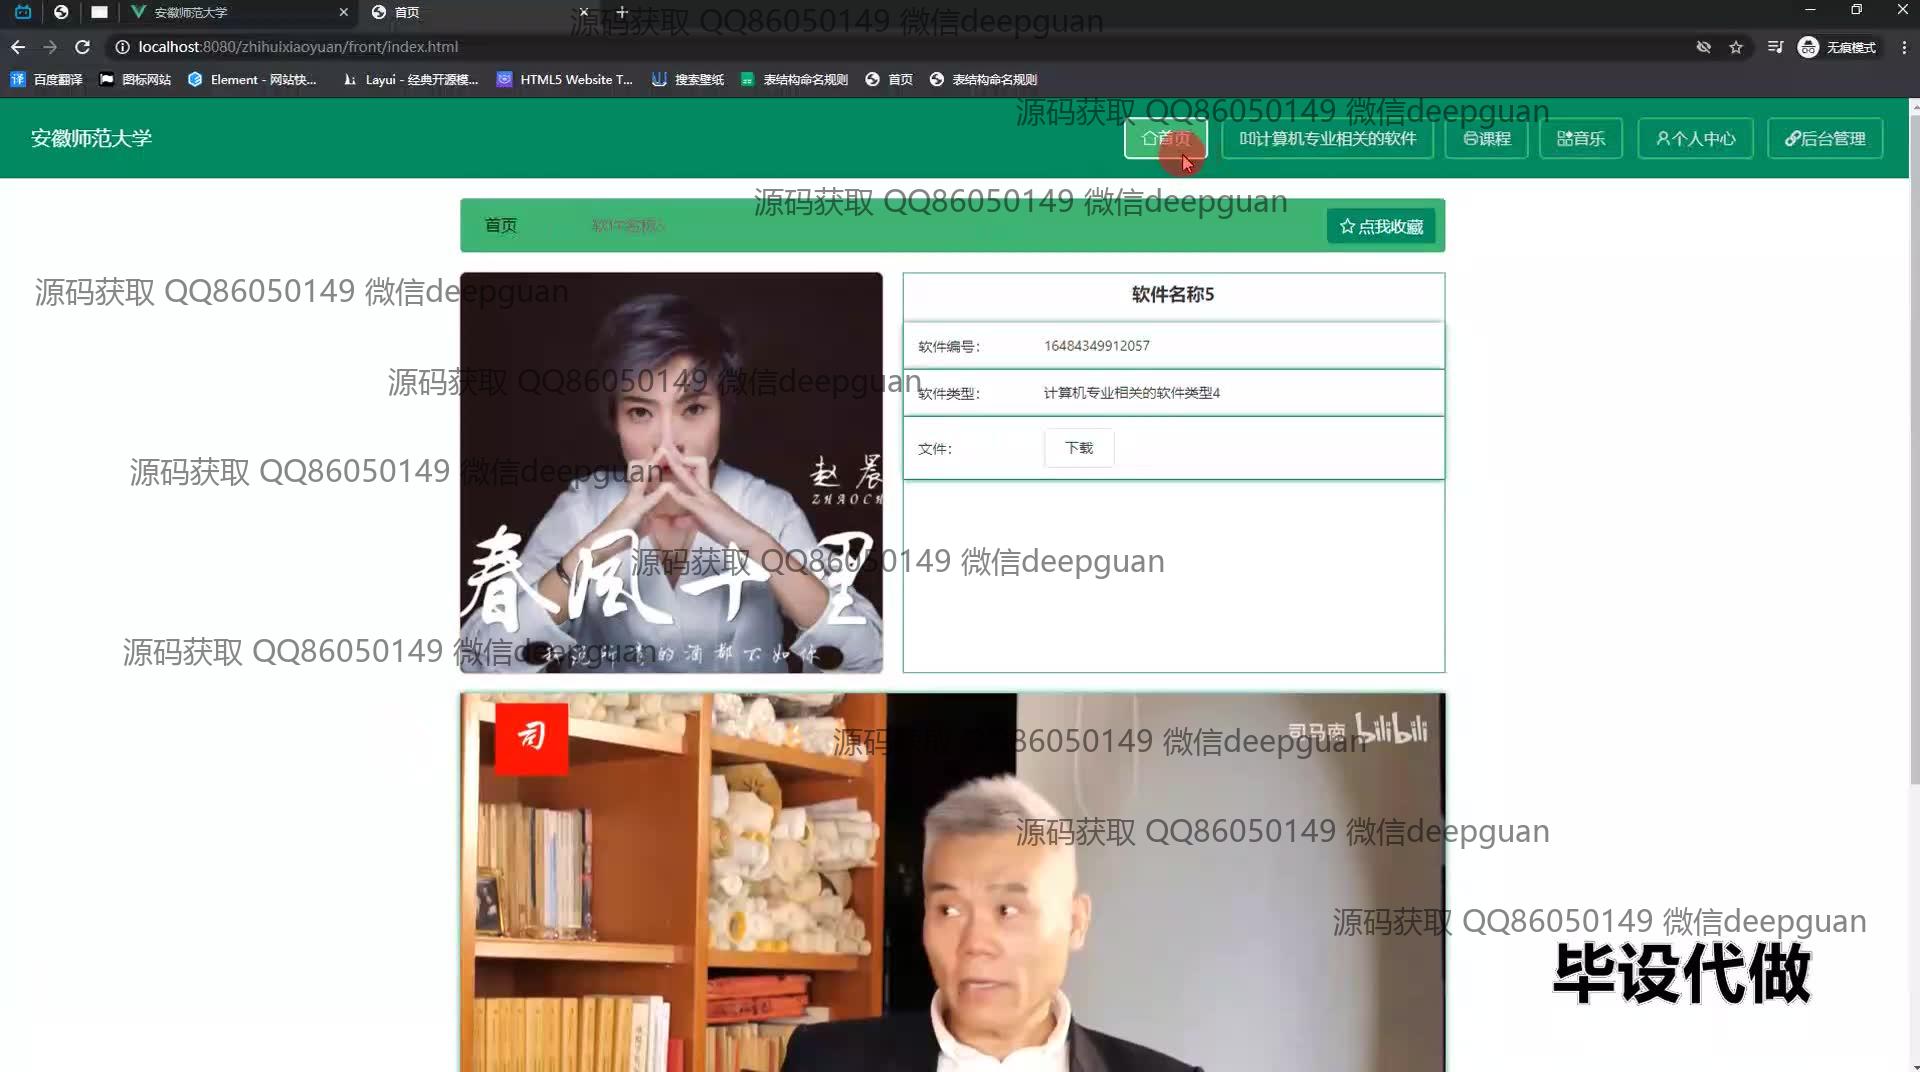 安徽师范大学
首页
源码获取 QQ86050149 微信deepguan
localhost:8080/zhihuixiaoyuan/front/index.html
无痕模式
百度翻译
图标网站
Element - 网站快...
Layui - 经典开源模...
HTML5 Website T...
搜索壁纸
表结构命名规则
首页
表结构命名规则
源码获取 QQ86050149 微信deepguan
安徽师范大学
首页
计算机专业相关的软件
课程
音乐
个人中心
后台管理
源码获取 QQ86050149 微信deepguan
首页
软件名称5
点我收藏
源码获取 QQ86050149 微信deepguan
软件名称5
软件编号：
16484349912057
源码获取 QQ86050149 微信deepguan
软件类型：
计算机专业相关的软件类型4
文件：
下载
源码获取 QQ86050149 微信deepguan
赵晨
ZHAOCH
春风十里
源码获取 QQ86050149 微信deepguan
源码获取 QQ86050149 微信deepguan
的酒都不如你
司
司马南 bilibili
源码获取 QQ86050149 微信deepguan
源码获取 QQ86050149 微信deepguan
源码获取 QQ86050149 微信deepguan
毕设代做